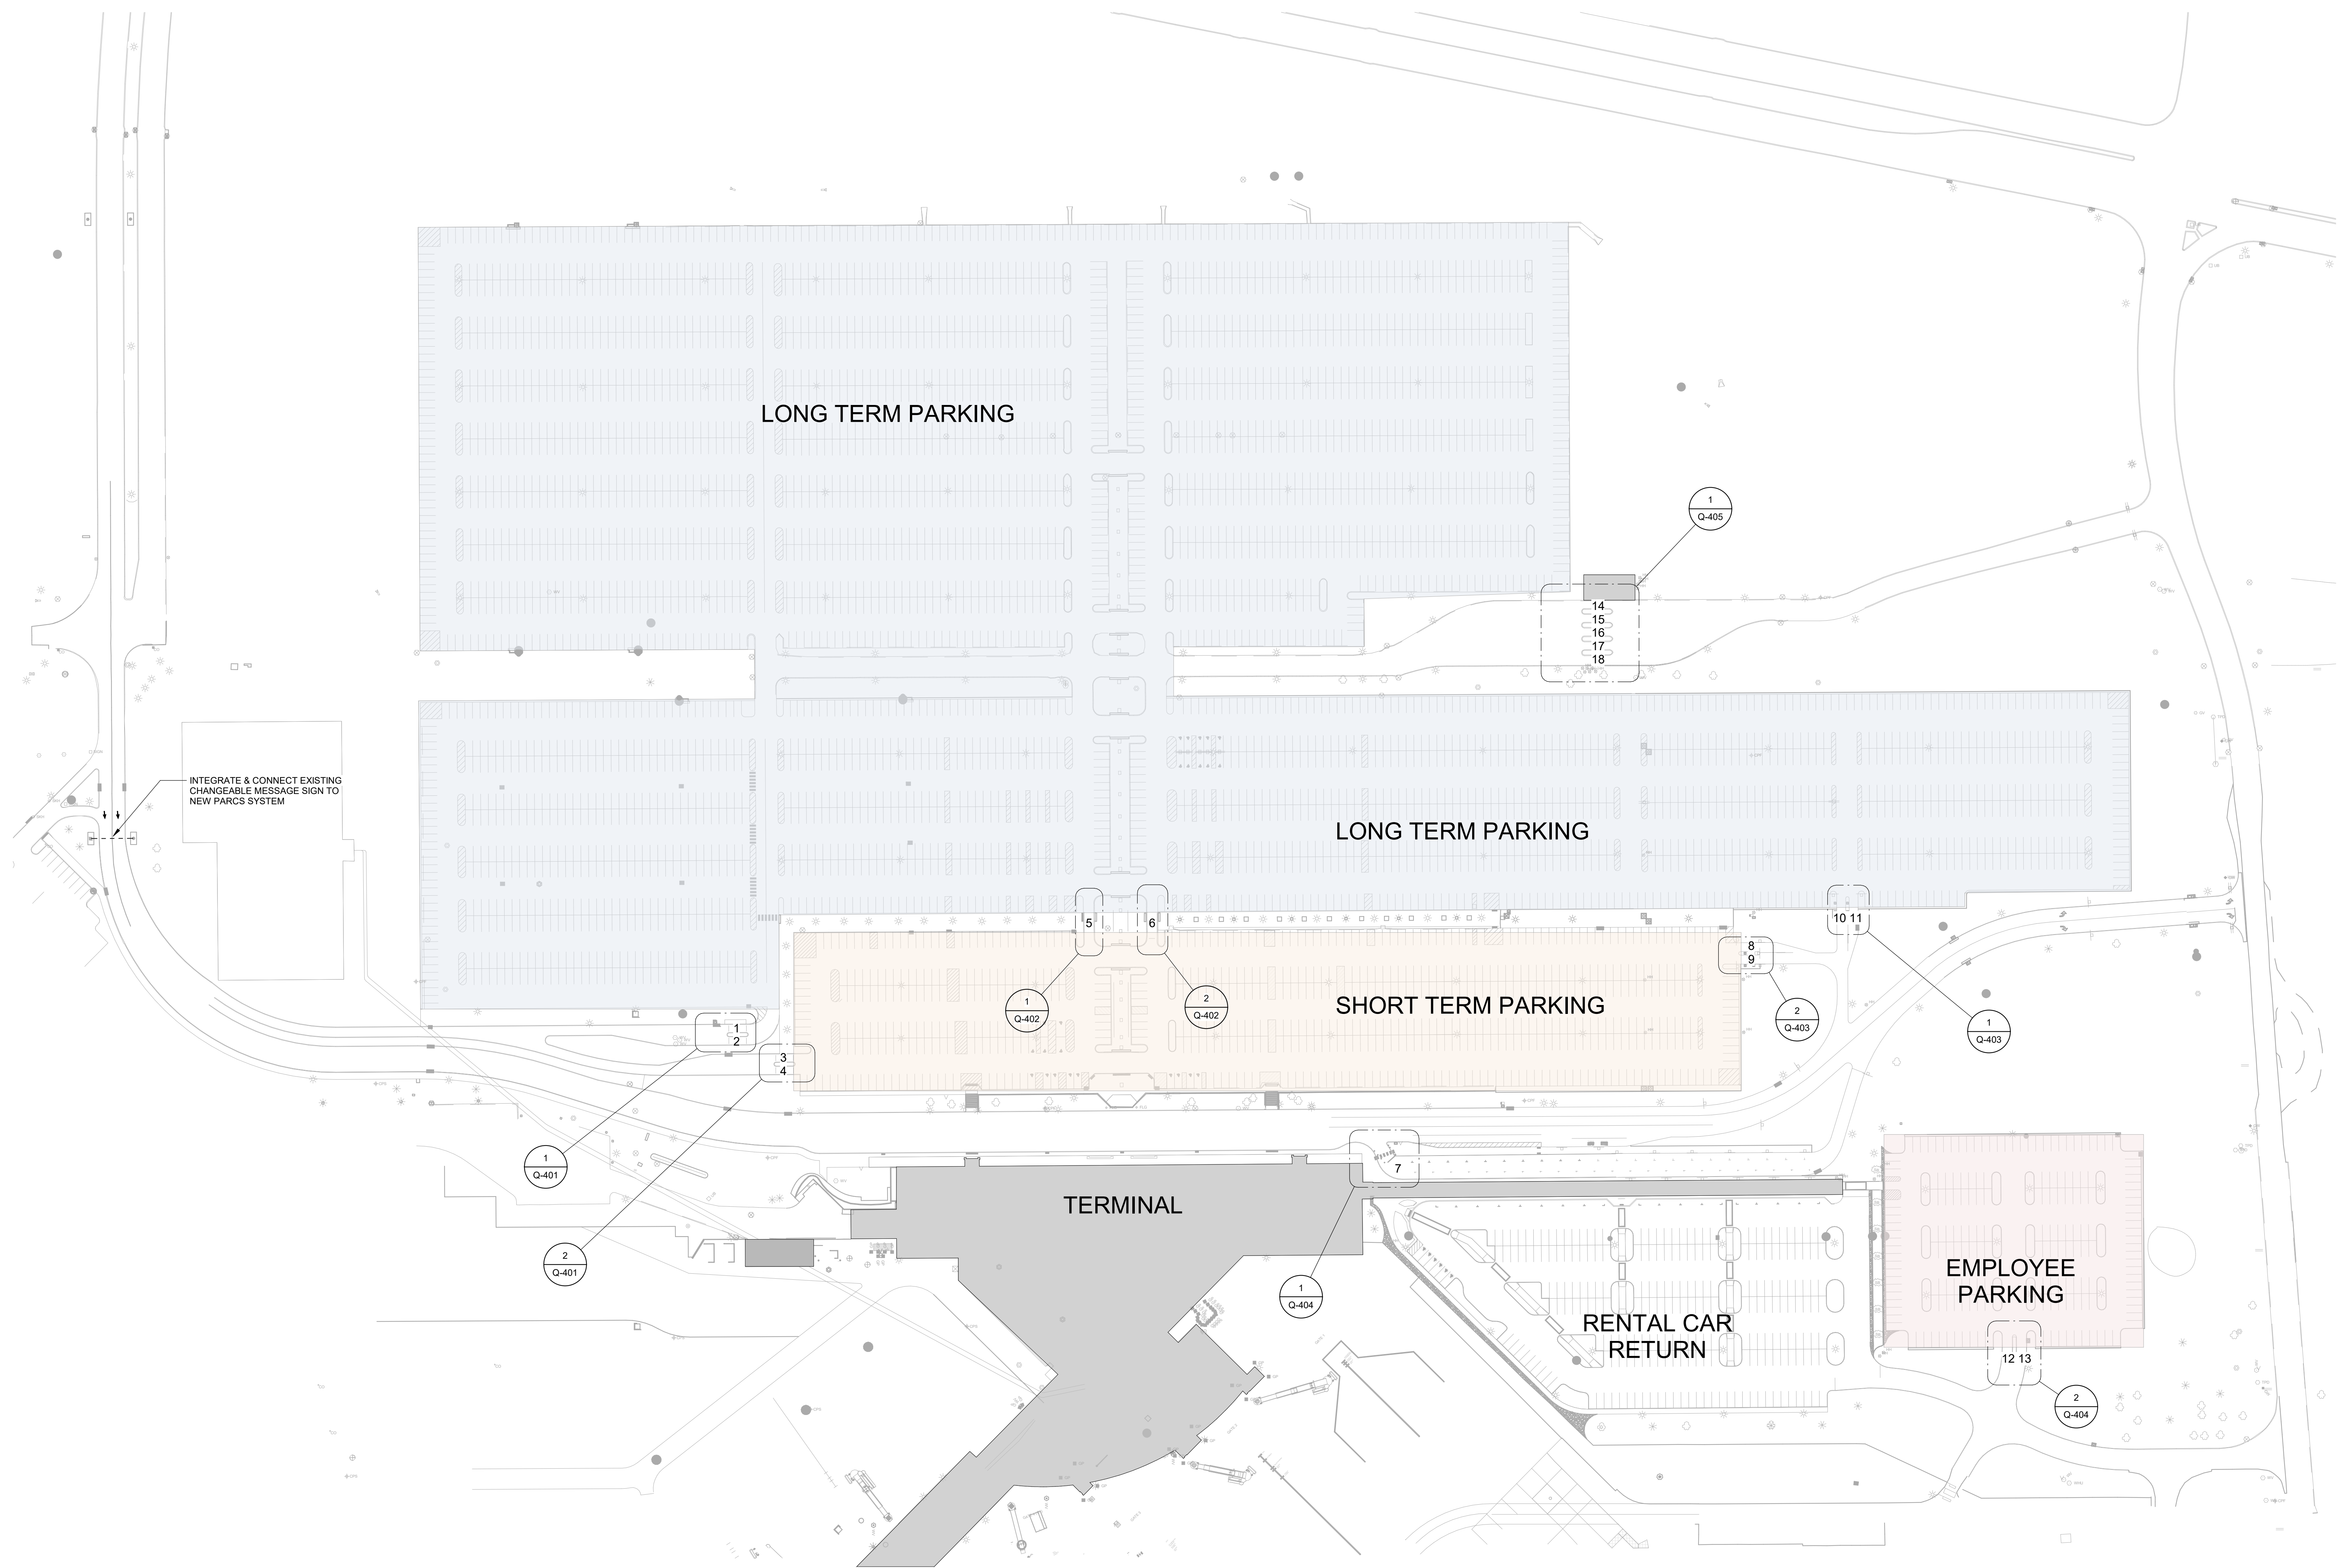 LONG TERM PARKING
1
Q-405
14
15
16
17
18
INTEGRATE & CONNECT EXISTING
CHANGEABLE MESSAGE SIGN TO
NEW PARCS SYSTEM
LONG TERM PARKING
5
6
10 11
8
9
1
Q-402
2
Q-402
SHORT TERM PARKING
2
Q-403
1
Q-403
1
2
3
4
1
Q-401
7
TERMINAL
2
Q-401
1
Q-404
EMPLOYEE
PARKING
RENTAL CAR
RETURN
12 13
2
Q-404